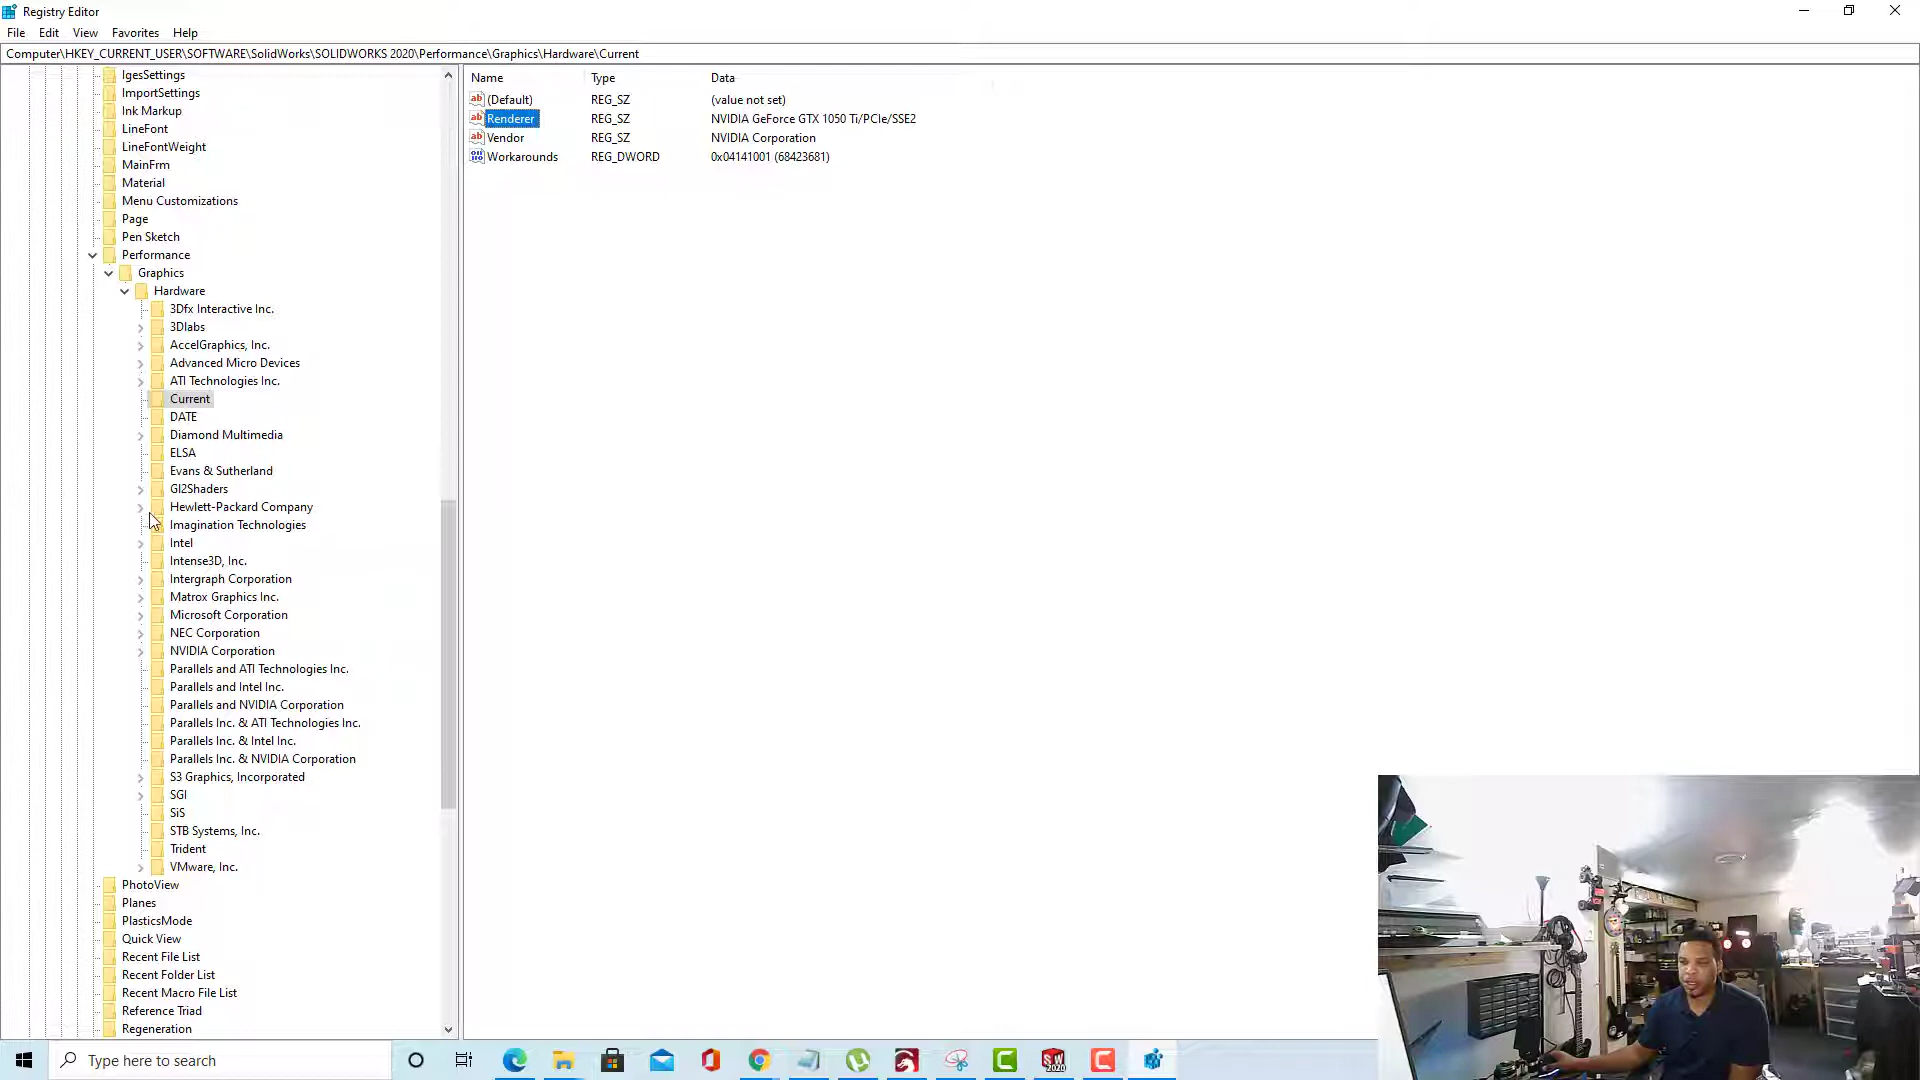 Registry Editor
File Edit View Favorites Help
Computer\HKEY_CURRENT_USER\SOFTWARE\SolidWorks\SOLIDWORKS 2020\Performance\Graphics\Hardware\Current
IgesSettings
ImportSettings
Ink Markup
LineFont
LineFontWeight
MainFrm
Material
Menu Customizations
Page
Pen Sketch
Performance
Graphics
Hardware
3Dfx Interactive Inc.
3Dlabs
AccelGraphics, Inc.
Advanced Micro Devices
ATI Technologies Inc.
Current
DATE
Diamond Multimedia
ELSA
Evans & Sutherland
Gl2Shaders
Hewlett-Packard Company
Imagination Technologies
Intel
Intense3D, Inc.
Intergraph Corporation
Matrox Graphics Inc.
Microsoft Corporation
NEC Corporation
NVIDIA Corporation
Parallels and ATI Technologies Inc.
Parallels and Intel Inc.
Parallels and NVIDIA Corporation
Parallels Inc. & ATI Technologies Inc.
Parallels Inc. & Intel Inc.
Parallels Inc. & NVIDIA Corporation
S3 Graphics, Incorporated
SGI
SiS
STB Systems, Inc.
Trident
VMware, Inc.
PhotoView
Planes
PlasticsMode
Quick View
Recent File List
Recent Folder List
Recent Macro File List
Reference Triad
Regeneration
Name Type Data
(Default) REG_SZ (value not set)
Renderer REG_SZ NVIDIA GeForce GTX 1050 Ti/PCIe/SSE2
Vendor REG_SZ NVIDIA Corporation
Workarounds REG_DWORD 0x04141001 (68423681)
Type here to search
SW
2020